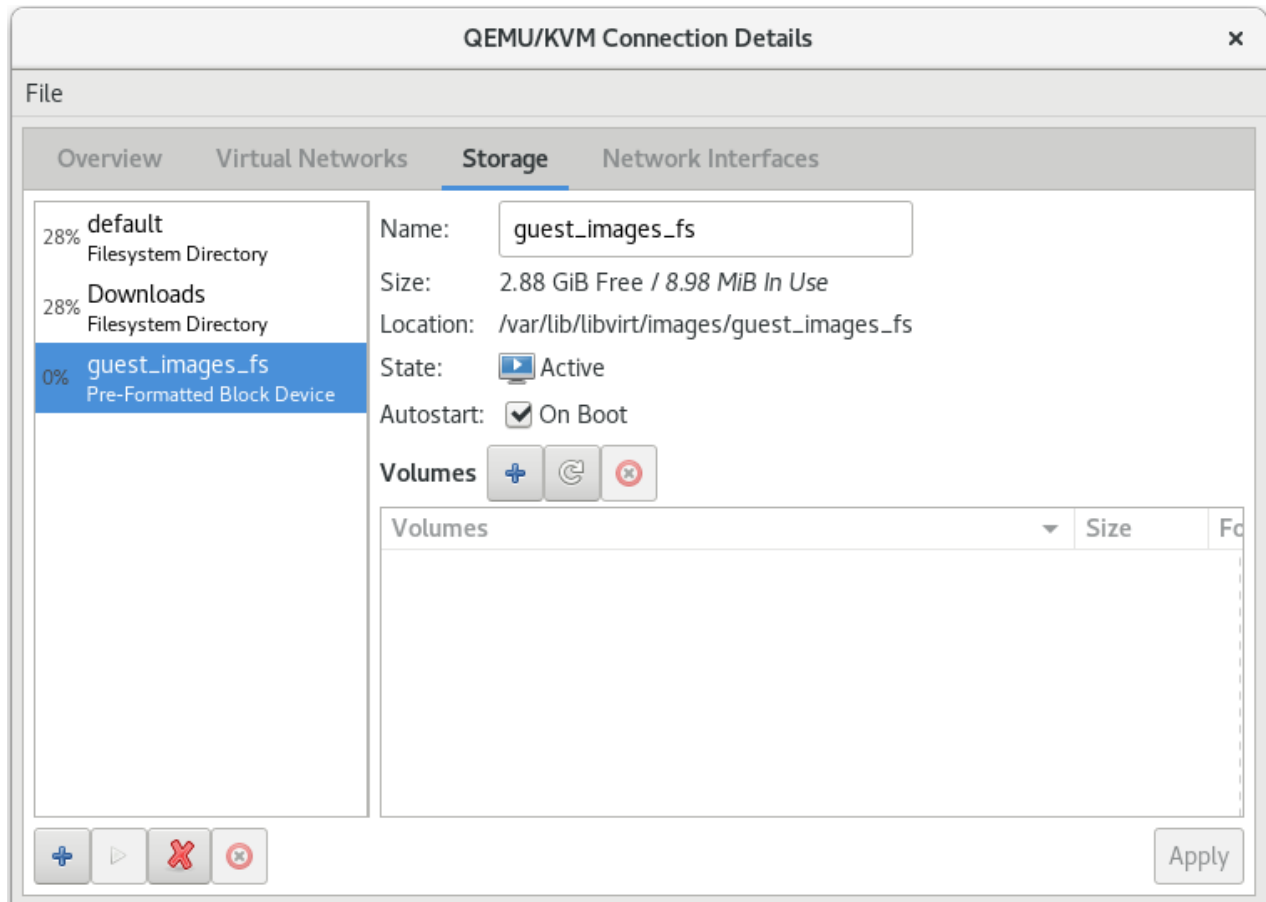 QEMU/KVM Connection Details
File
Overview Virtual Networks Storage Network Interfaces
28% default
Filesystem Directory
28% Downloads
Filesystem Directory
0% guest_images_fs
Pre-Formatted Block Device
Name: guest_images_fs
Size: 2.88 GiB Free / 8.98 MiB In Use
Location: /var/lib/libvirt/images/guest_images_fs
State: Active
Autostart: On Boot
Volumes
Volumes Size Fo
Apply